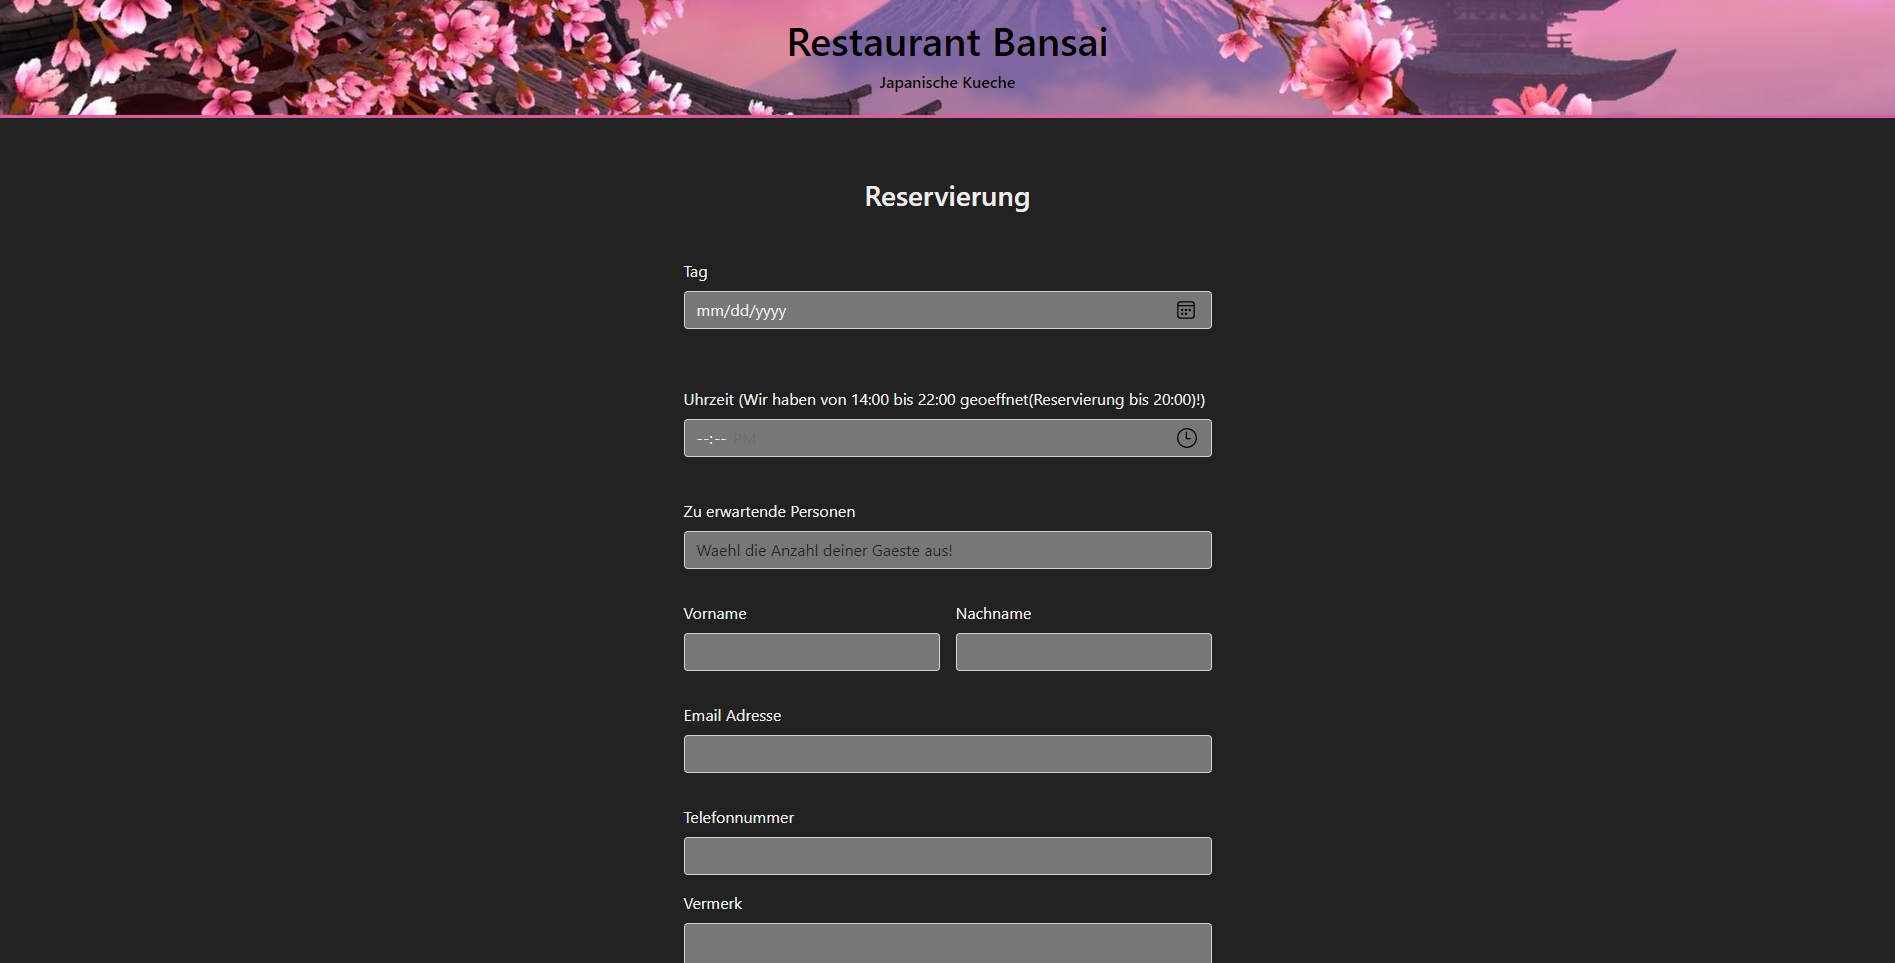 Restaurant Bansai
Japanische Kueche
Reservierung
Tag
mm/dd/yyyy
Uhrzeit (Wir haben von 14:00 bis 22:00 geoeffnet(Reservierung bis 20:00)!)
--:-- PM
Zu erwartende Personen
Waehl die Anzahl deiner Gaeste aus!
Vorname Nachname
Email Adresse
Telefonnummer
Vermerk